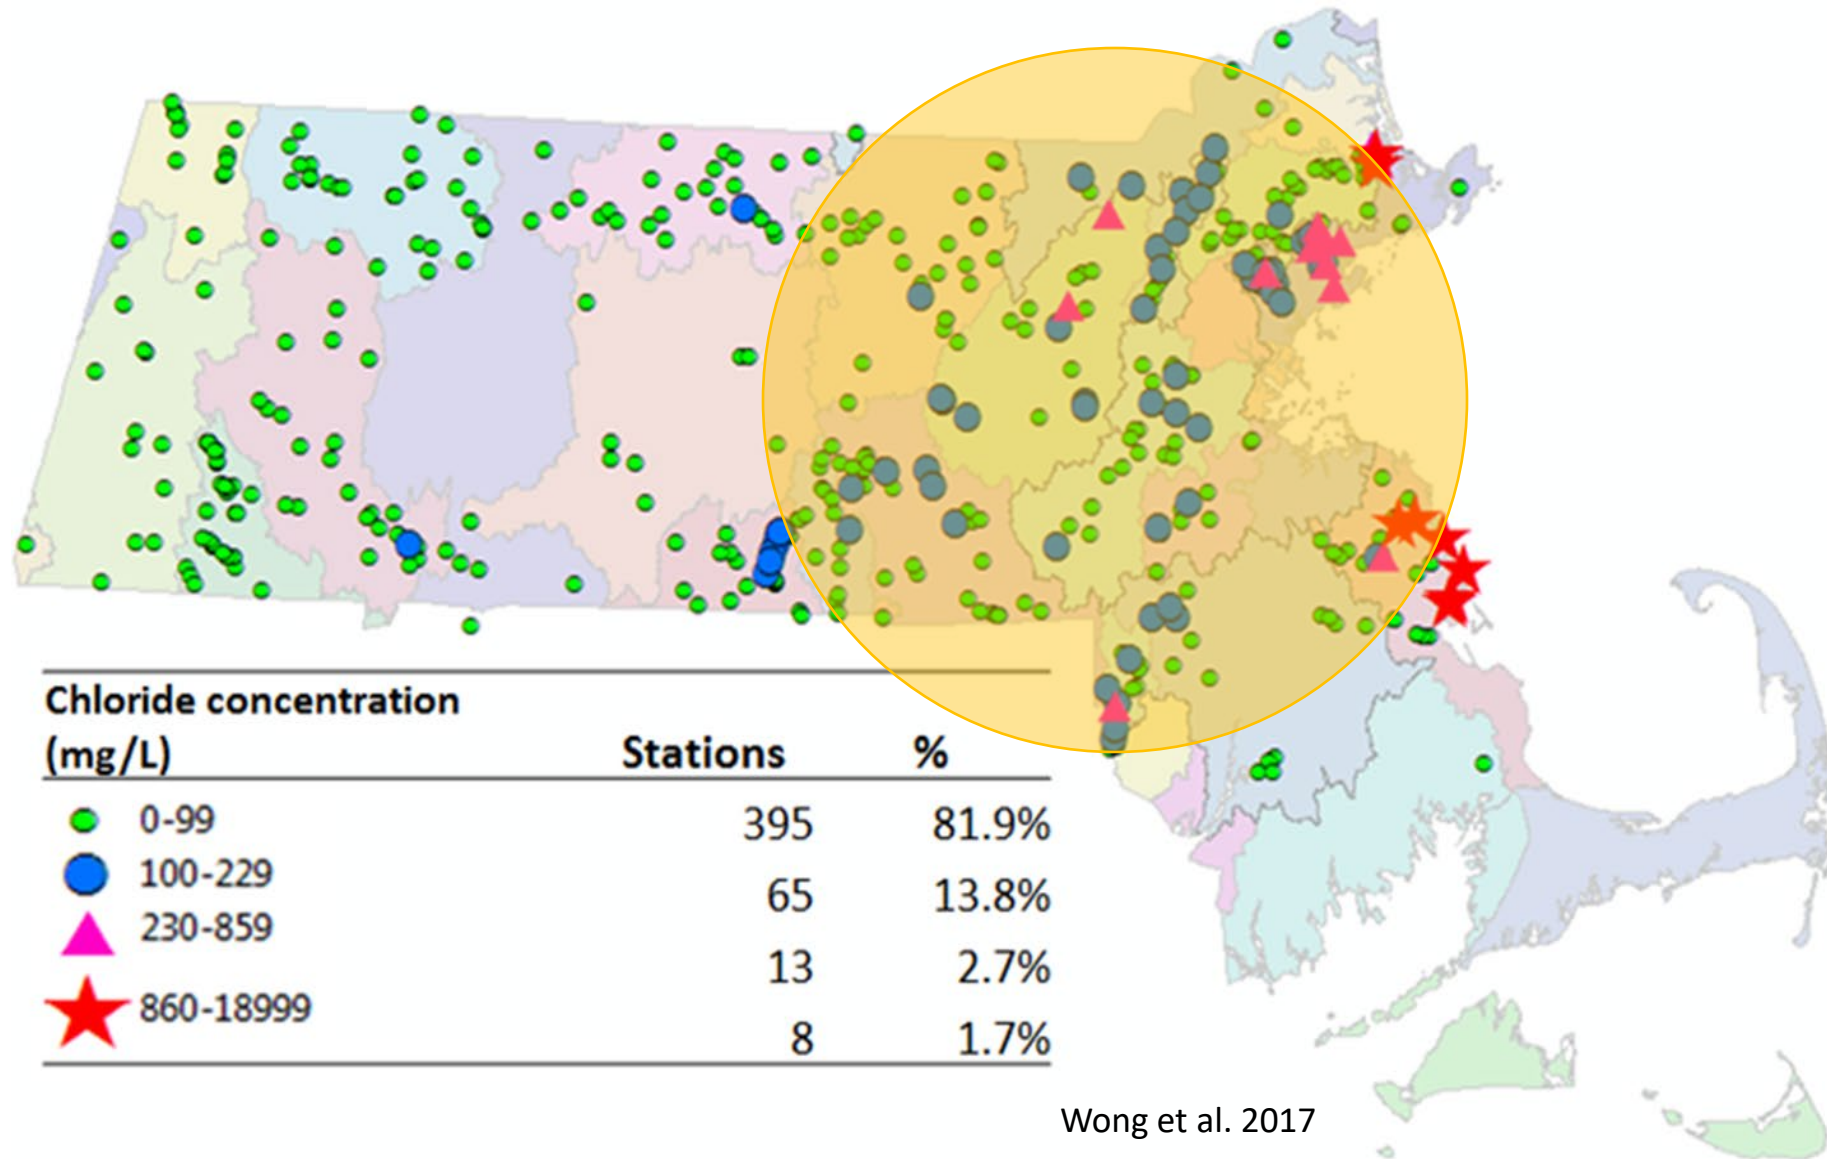 Chloride concentration
(mg/L) Stations %
0-99 395 81.9%
100-229 65 13.8%
230-859 13 2.7%
860-18999 8 1.7%
Wong et al. 2017